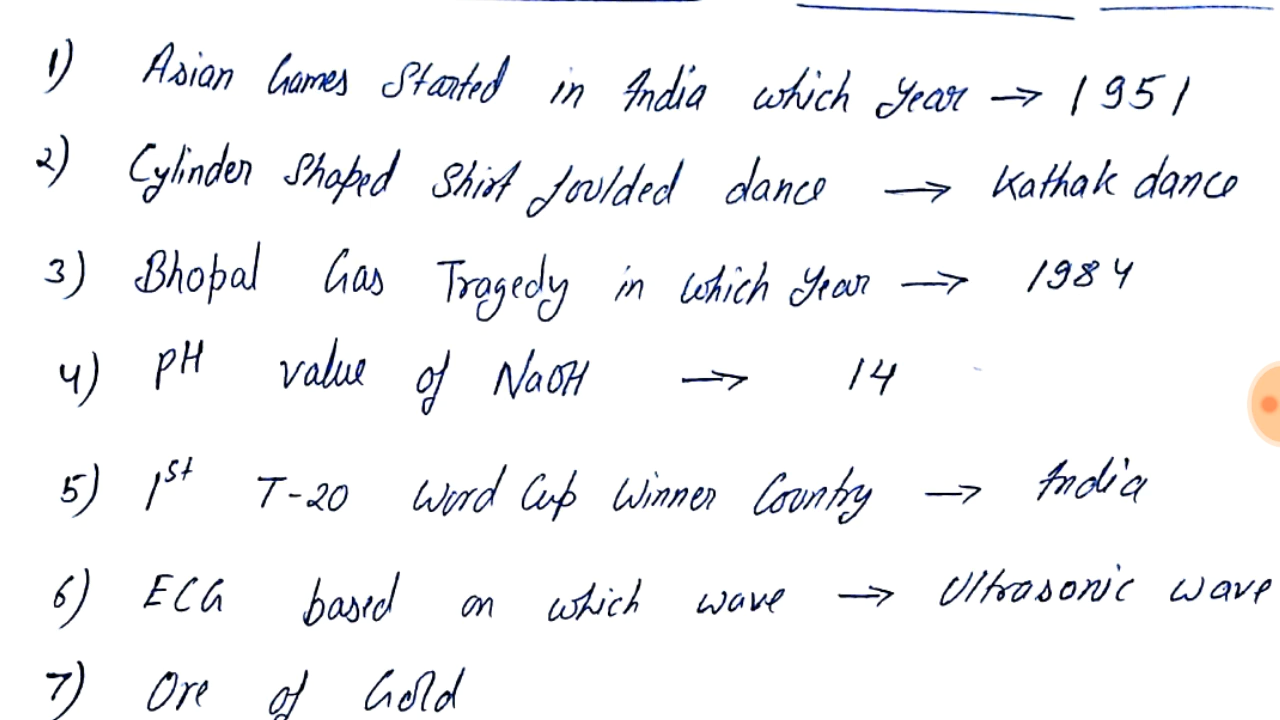 1) Asian Games Started in India which Year → 1951
2) Cylinder Shaped Shirt foulded dance → Kathak dance
3) Bhopal Gas Tragedy in which Year → 1984
4) PH value of NaOH → 14
5) 1st T-20 Word Cup Winner Country → India
6) ECG based on which wave → Ultrasonic wave
7) Ore of Gold